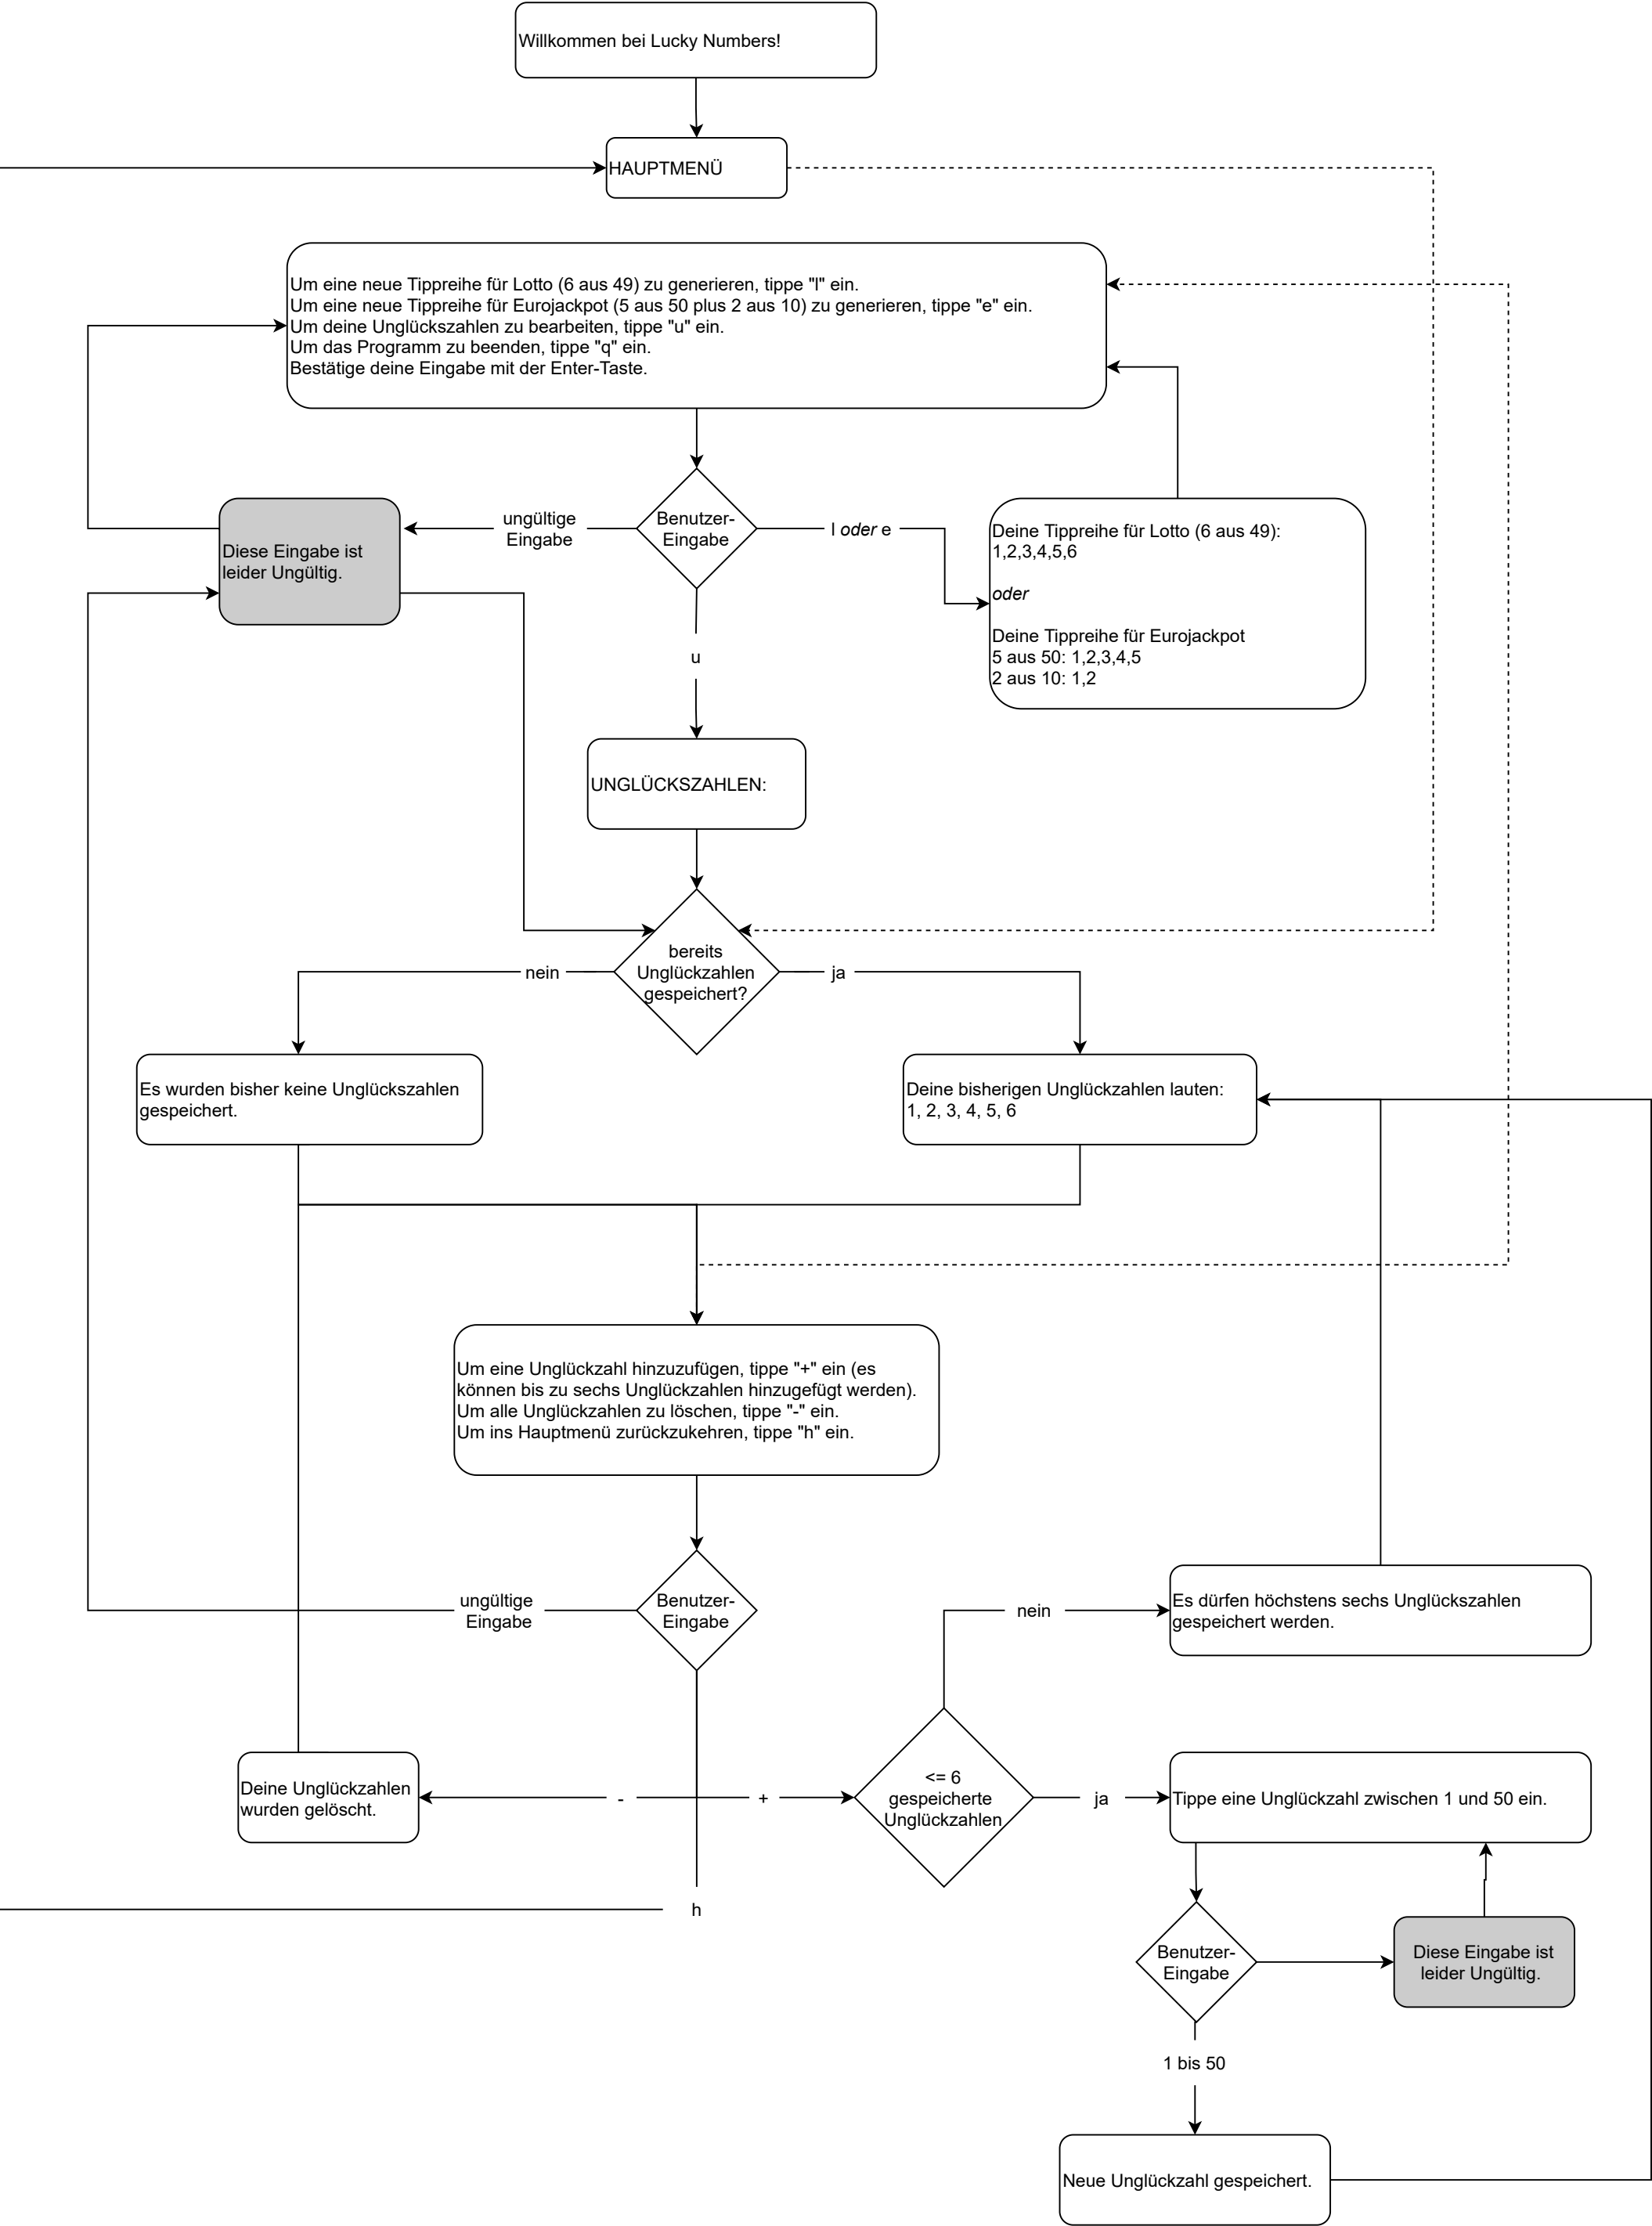 Willkommen bei Lucky Numbers!
HAUPTMENÜ
Um eine neue Tippreihe für Lotto (6 aus 49) zu generieren, tippe "l" ein.
Um eine neue Tippreihe für Eurojackpot (5 aus 50 plus 2 aus 10) zu generieren, tippe "e" ein.
Um deine Unglückszahlen zu bearbeiten, tippe "u" ein.
Um das Programm zu beenden, tippe "q" ein.
Bestätige deine Eingabe mit der Enter-Taste.
Diese Eingabe ist
leider Ungültig.
ungültige
Eingabe
Benutzer-
Eingabe
l oder e
Deine Tippreihe für Lotto (6 aus 49):
1,2,3,4,5,6
oder
Deine Tippreihe für Eurojackpot
5 aus 50: 1,2,3,4,5
2 aus 10: 1,2
u
UNGLÜCKSZAHLEN:
bereits
Unglückzahlen
gespeichert?
nein
ja
Es wurden bisher keine Unglückszahlen
gespeichert.
Deine bisherigen Unglückzahlen lauten:
1, 2, 3, 4, 5, 6
Um eine Unglückzahl hinzuzufügen, tippe "+" ein (es
können bis zu sechs Unglückzahlen hinzugefügt werden).
Um alle Unglückzahlen zu löschen, tippe "-" ein.
Um ins Hauptmenü zurückzukehren, tippe "h" ein.
ungültige
Eingabe
Benutzer-
Eingabe
nein
Es dürfen höchstens sechs Unglückszahlen
gespeichert werden.
Deine Unglückzahlen
wurden gelöscht.
-
+
<= 6
gespeicherte
Unglückzahlen
ja
Tippe eine Unglückzahl zwischen 1 und 50 ein.
h
Benutzer-
Eingabe
Diese Eingabe ist
leider Ungültig.
1 bis 50
Neue Unglückzahl gespeichert.